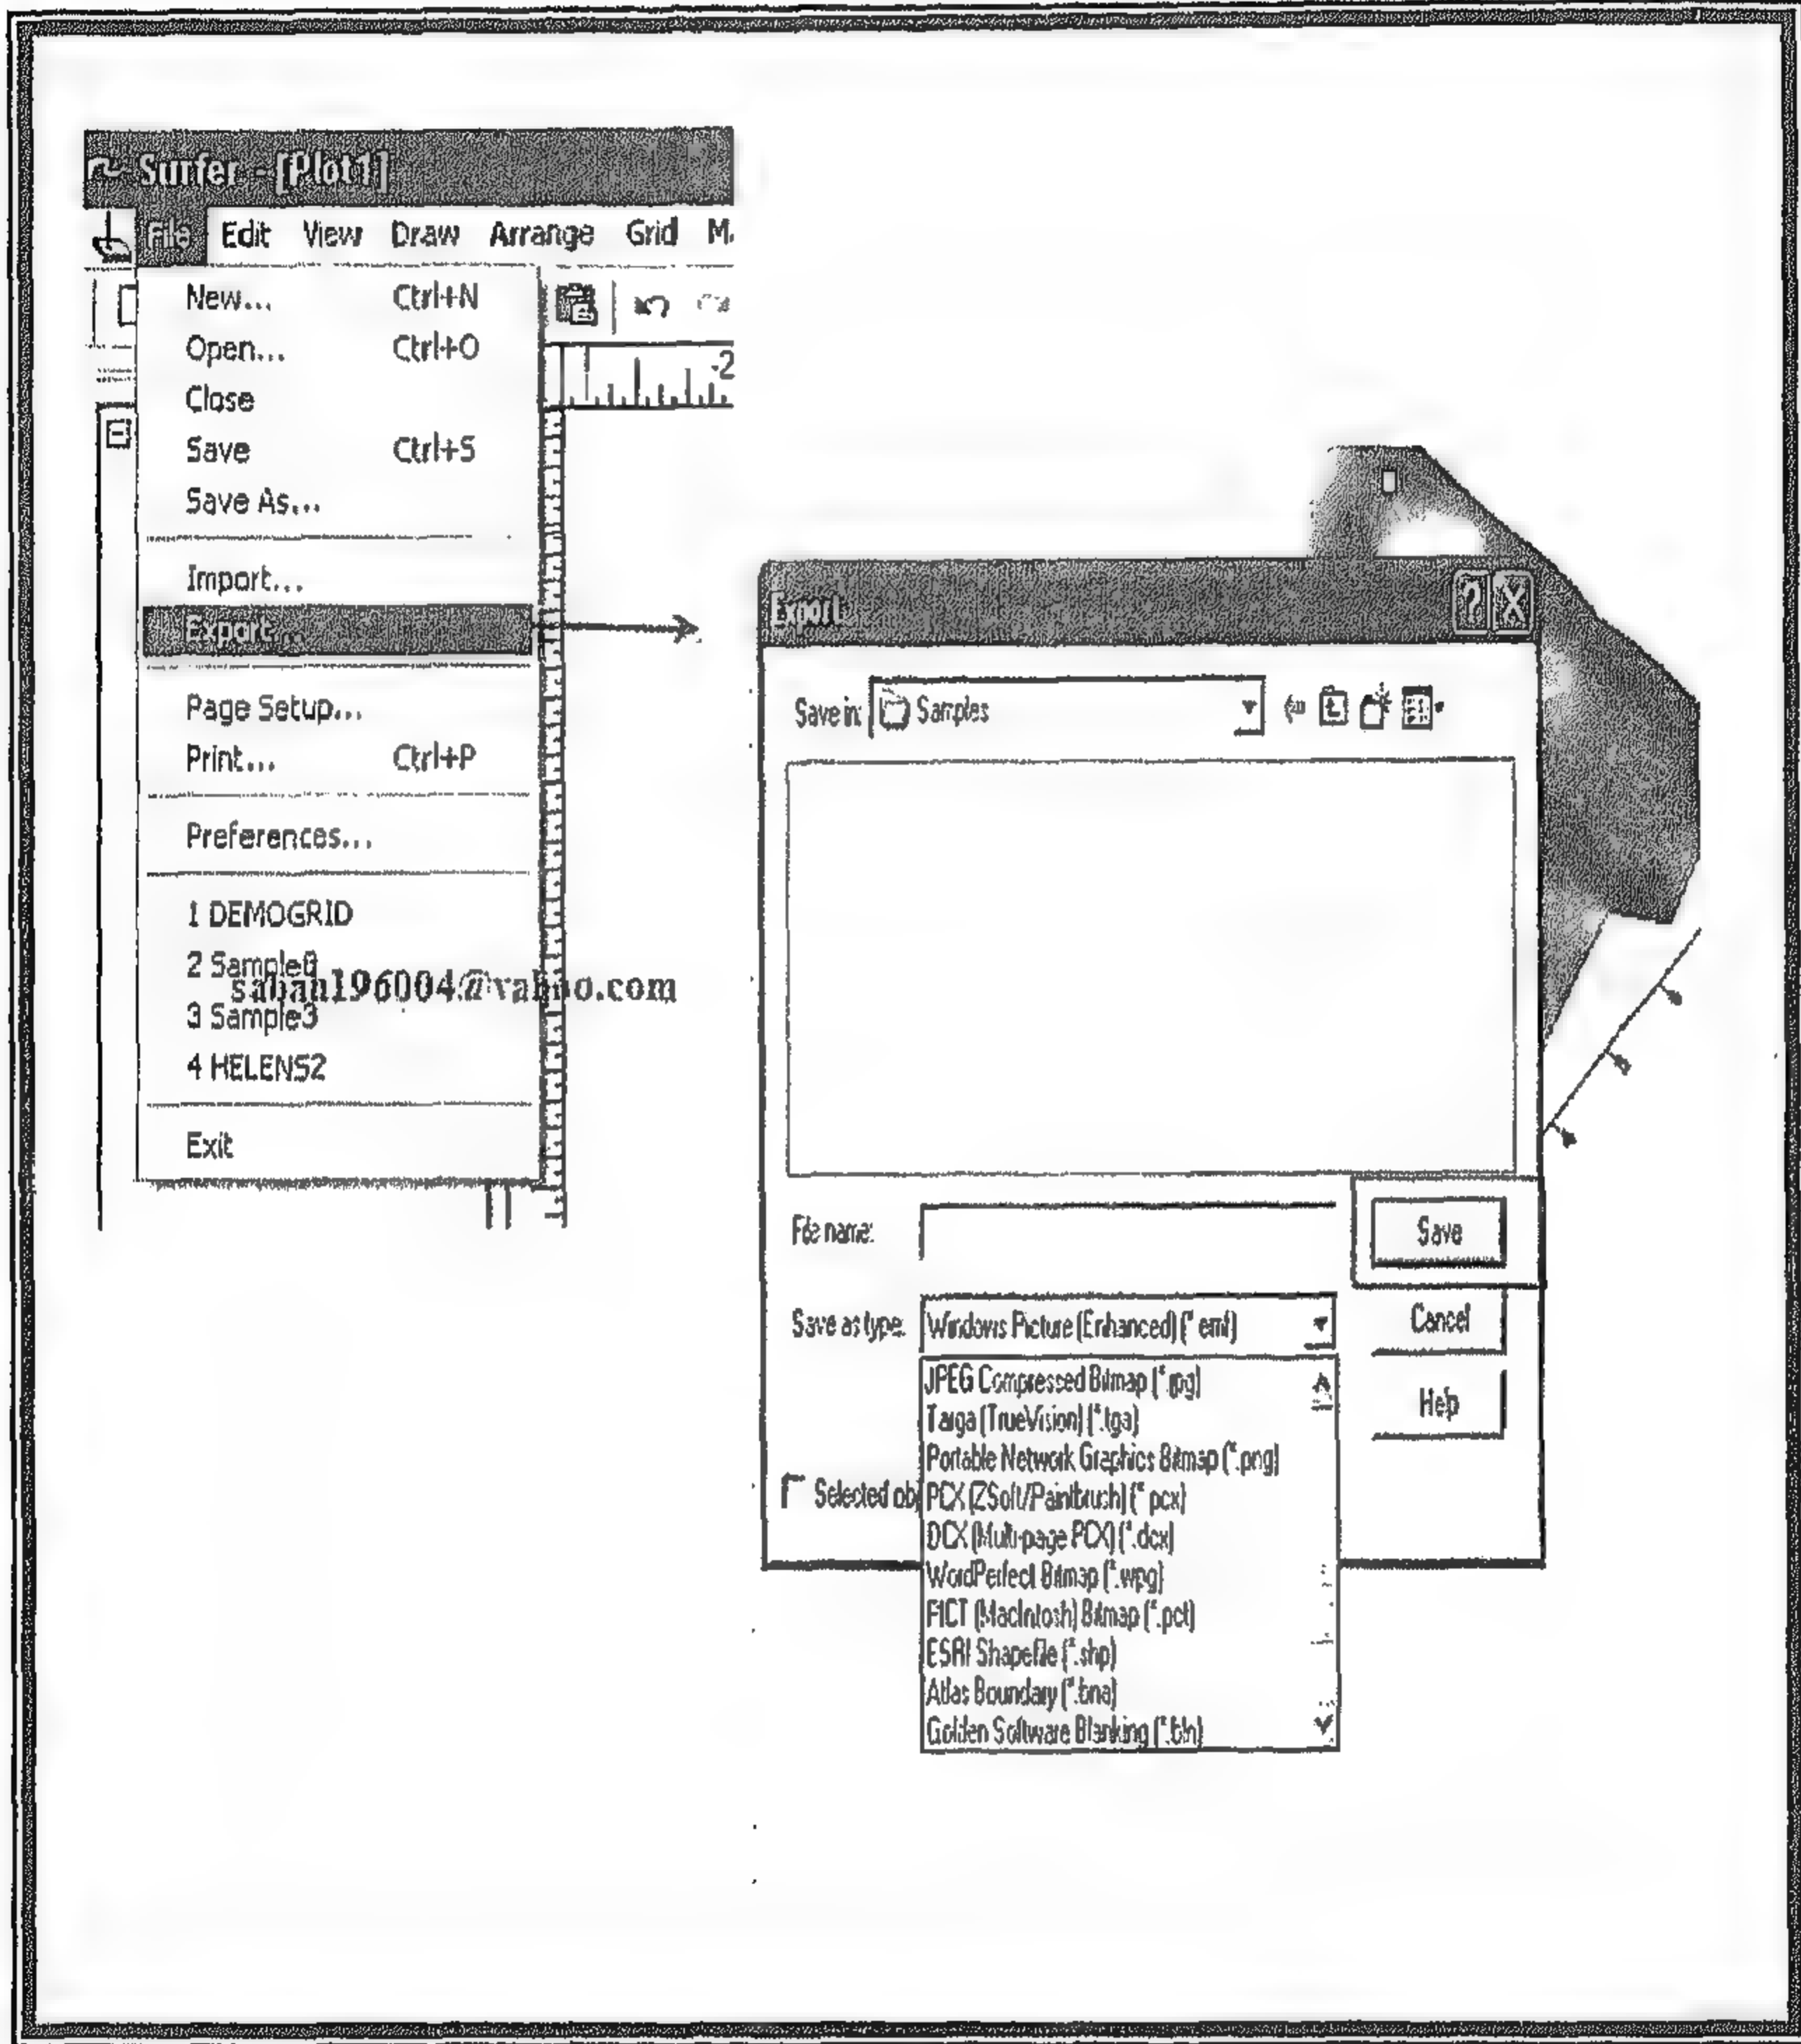 Surfer - [Plot1]
File Edit View Draw Arrange Grid M
New... Ctrl+N
Open... Ctrl+O
Close
Save Ctrl+S
Save As...
Import...
Export...
Page Setup...
Print... Ctrl+P
Preferences...
1 DEMOGRID
2 Sample
3 Sample3
4 HELENS2
Exit
-2
Export
? X
Save in: Samples
File name:
Save
Save as type: Windows Picture (Enhanced) (*.emf)
Cancel
JPEG Compressed Bitmap (*.jpg)
Targa (TrueVision) (*.tga)
Help
Portable Network Graphics Bitmap (*.png)
Selected obj
PCX (ZSoft/Paintbrush) (*.pcx)
DCX (Multi-page PCX) (*.dcx)
WordPerfect Bitmap (*.wpg)
PICT (MacIntosh) Bitmap (*.pct)
ESRI Shapefile (*.shp)
Atlas Boundary (*.bna)
Golden Software Blanking (*.bln)